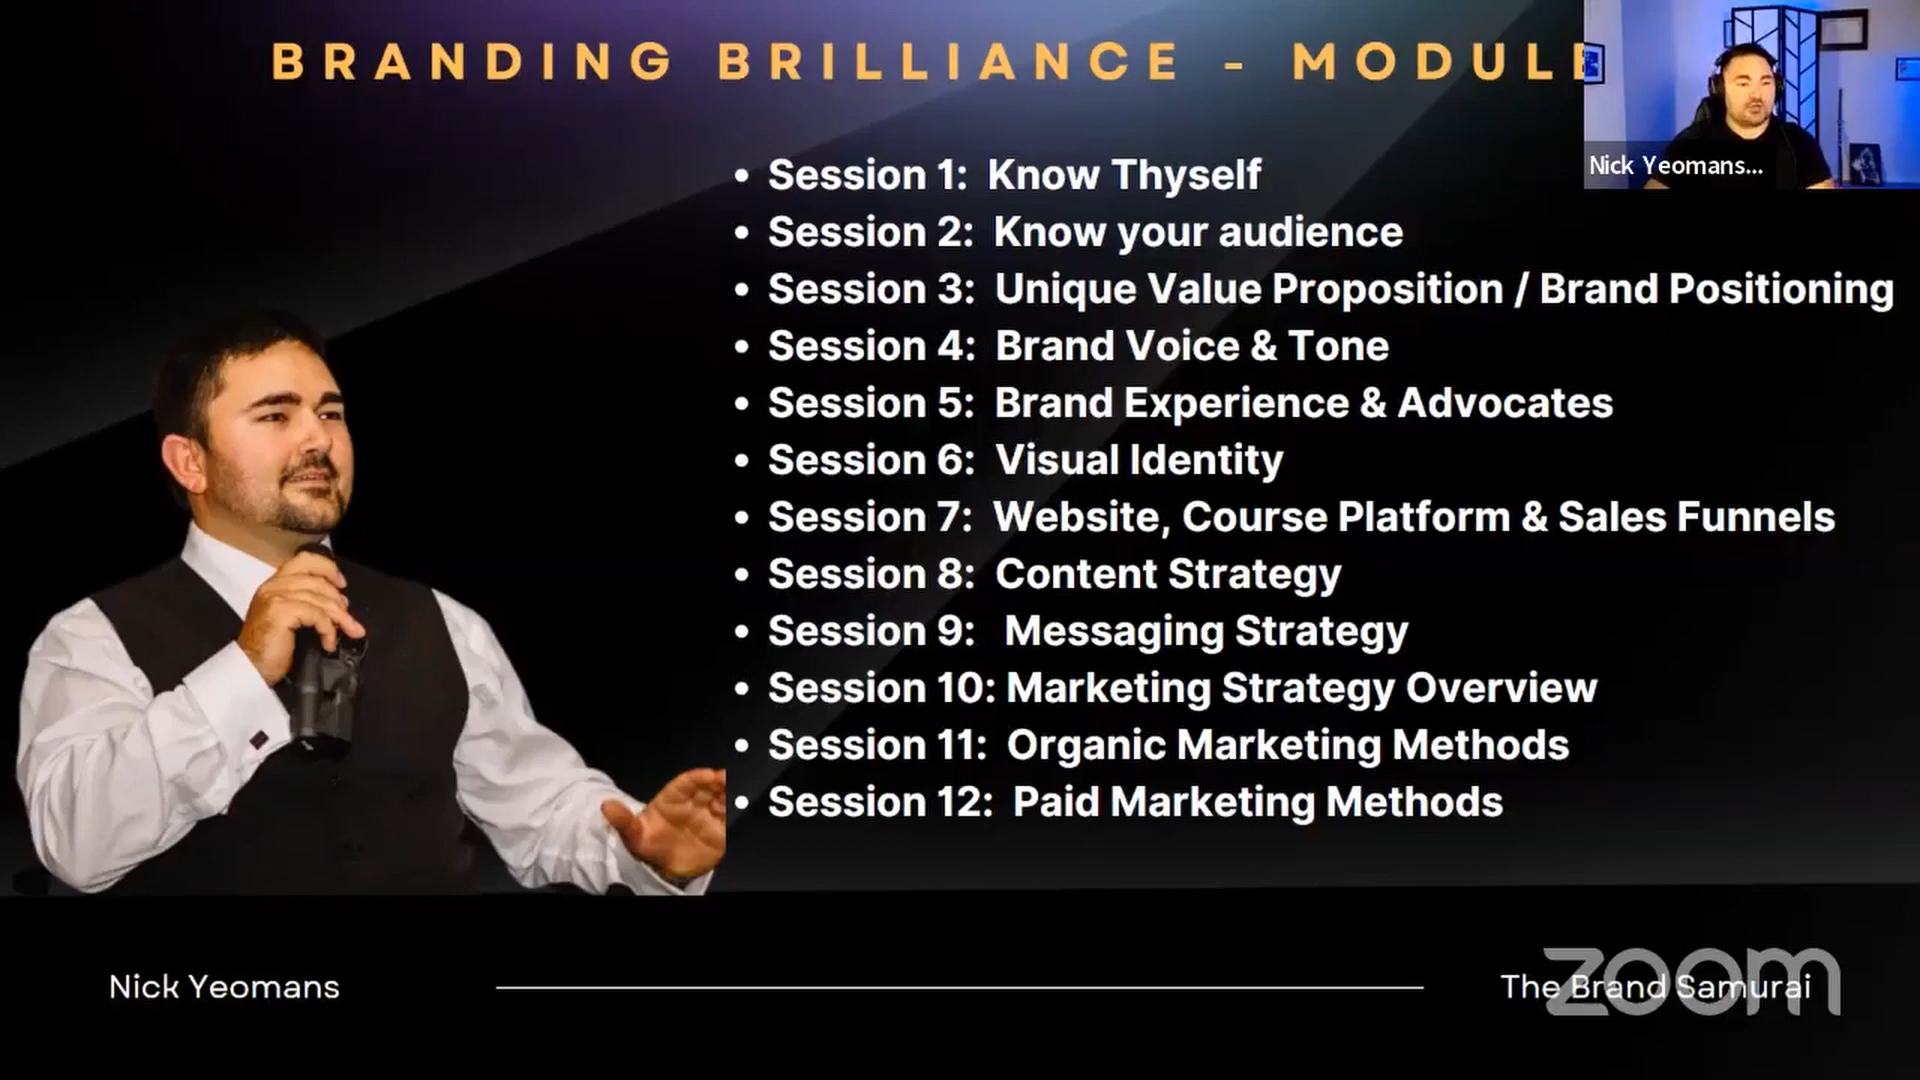 BRANDING BRILLIANCE - MODULE
Nick Yeomans...
• Session 1: Know Thyself
• Session 2: Know your audience
• Session 3: Unique Value Proposition / Brand Positioning
• Session 4: Brand Voice & Tone
• Session 5: Brand Experience & Advocates
• Session 6: Visual Identity
• Session 7: Website, Course Platform & Sales Funnels
• Session 8: Content Strategy
• Session 9: Messaging Strategy
• Session 10: Marketing Strategy Overview
• Session 11: Organic Marketing Methods
• Session 12: Paid Marketing Methods
Nick Yeomans
The Brand Samurai
zoom